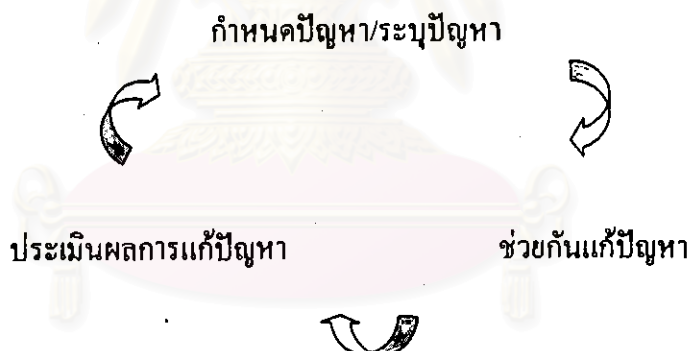 กำหนดปัญหา/ระบุปัญหา
ประเมินผลการแก้ปัญหา
ช่วยกันแก้ปัญหา